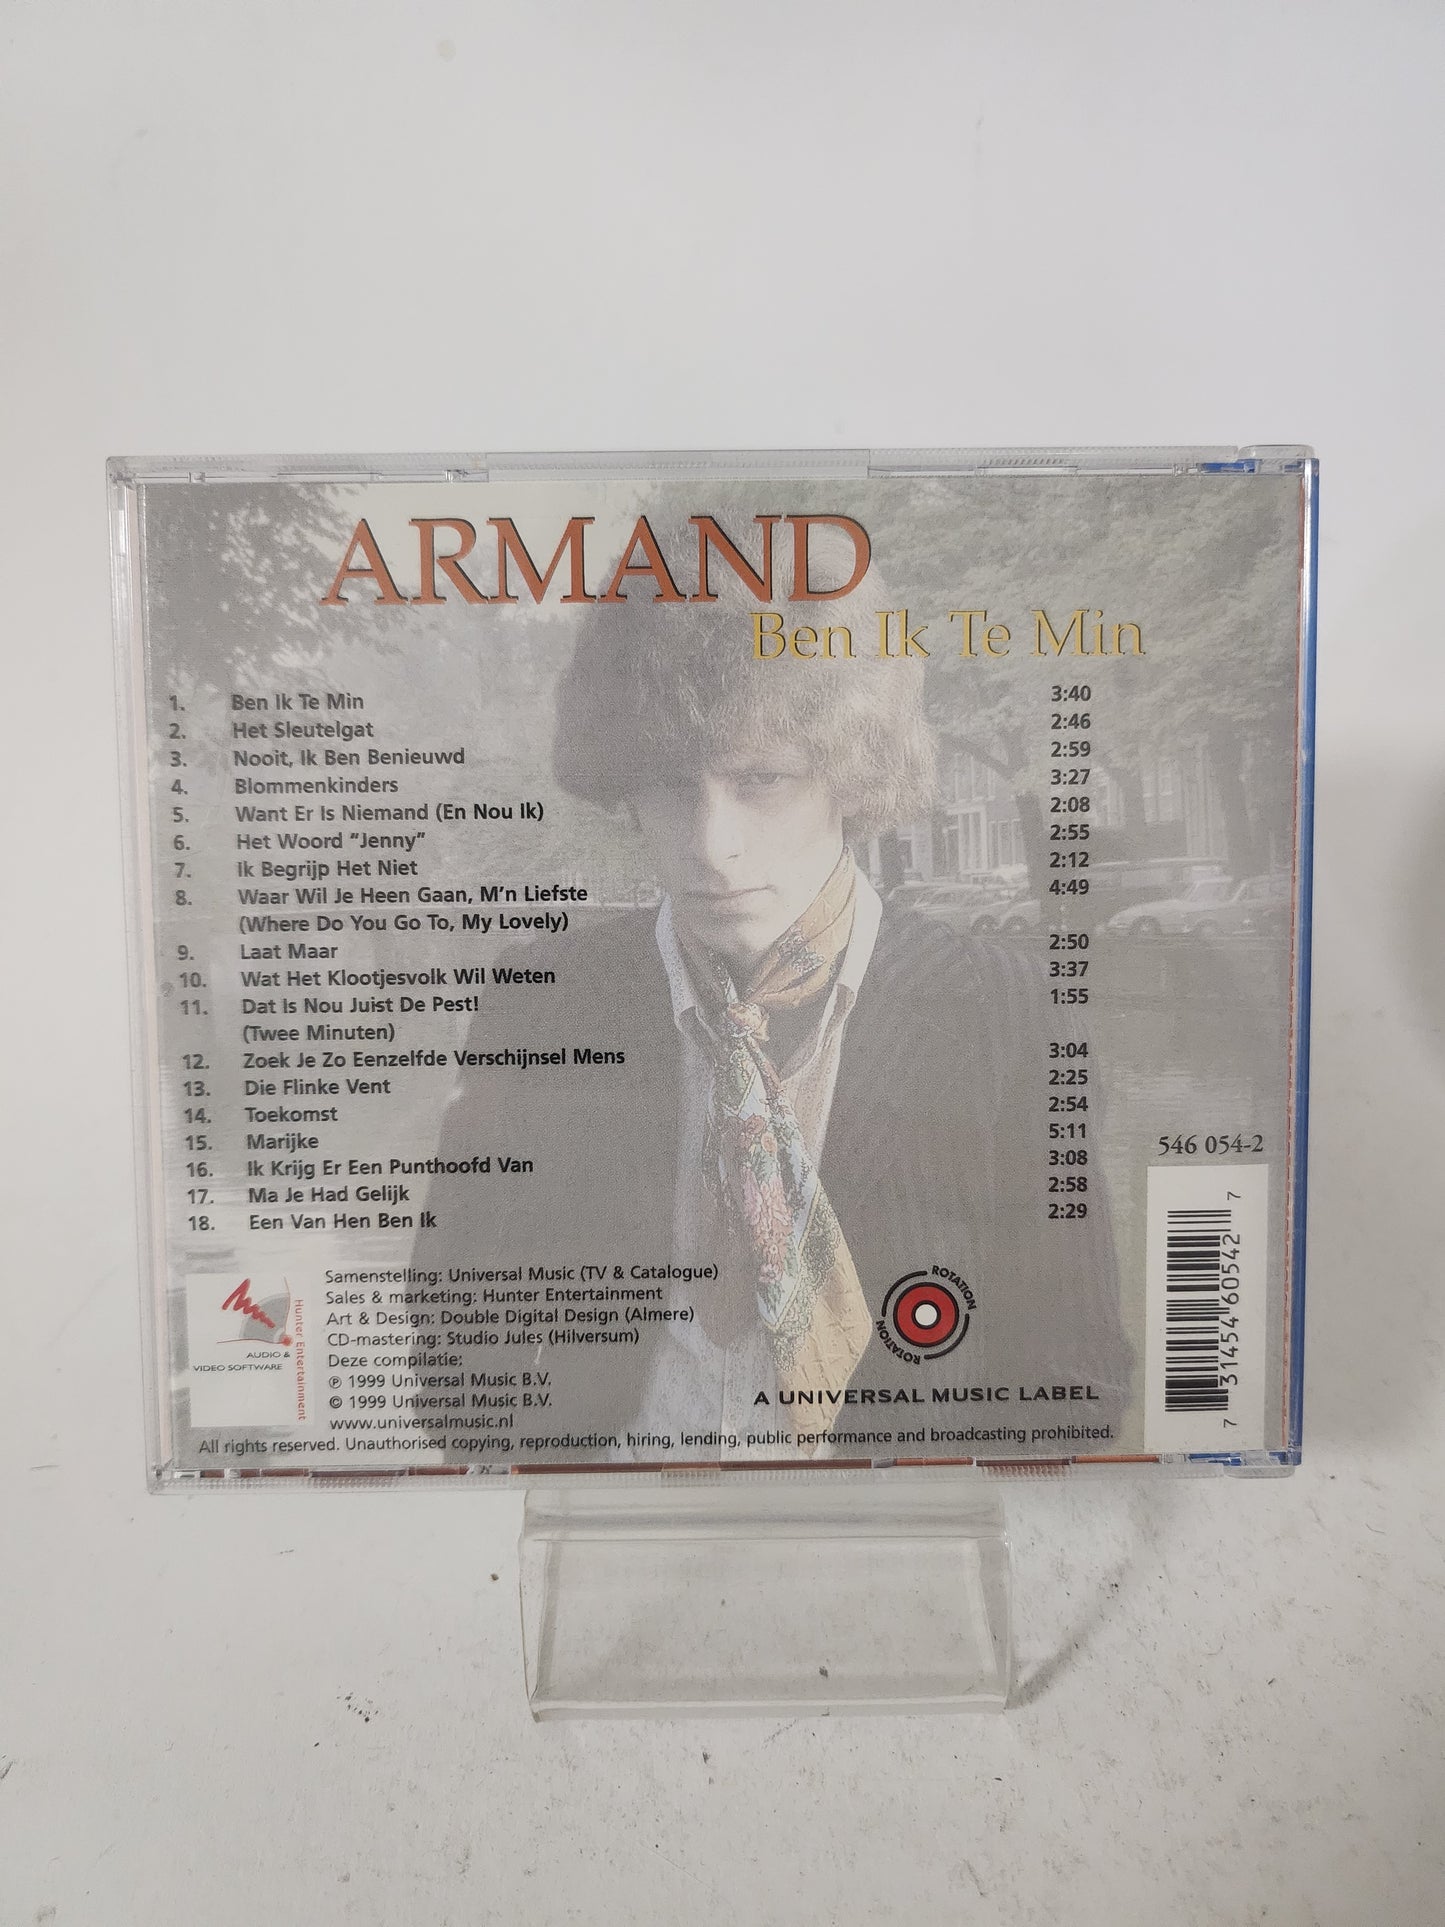 ARMAND
Ben Ik Te Min
1. Ben Ik Te Min 3:40
2. Het Sleutelgat 2:46
3. Nooit, Ik Ben Benieuwd 2:59
4. Blommenkinders 3:27
5. Want Er Is Niemand (En Nou Ik) 2:08
6. Het Woord “Jenny” 2:55
7. Ik Begrijp Het Niet 2:12
8. Waar Wil Je Heen Gaan, M'n Liefste 4:49
(Where Do You Go To, My Lovely)
9. Laat Maar 2:50
10. Wat Het Klootjesvolk Wil Weten 3:37
11. Dat Is Nou Juist De Pest! 1:55
(Twee Minuten)
12. Zoek Je Zo Eenzelfde Verschijnsel Mens 3:04
13. Die Flinke Vent 2:25
14. Toekomst 2:54
15. Marijke 5:11
16. Ik Krijg Er Een Punthoofd Van 3:08
17. Ma Je Had Gelijk 2:58
18. Een Van Hen Ben Ik 2:29
546 054-2
7 31454 60542 7
7
AUDIO &
VIDEO SOFTWARE
Hunter Entertainment
Samenstelling: Universal Music (TV & Catalogue)
Sales & marketing: Hunter Entertainment
Art & Design: Double Digital Design (Almere)
CD-mastering: Studio Jules (Hilversum)
Deze compilatie:
℗ 1999 Universal Music B.V.
© 1999 Universal Music B.V.
www.universalmusic.nl
ROTATION
ROTATION
A UNIVERSAL MUSIC LABEL
All rights reserved. Unauthorised copying, reproduction, hiring, lending, public performance and broadcasting prohibited.